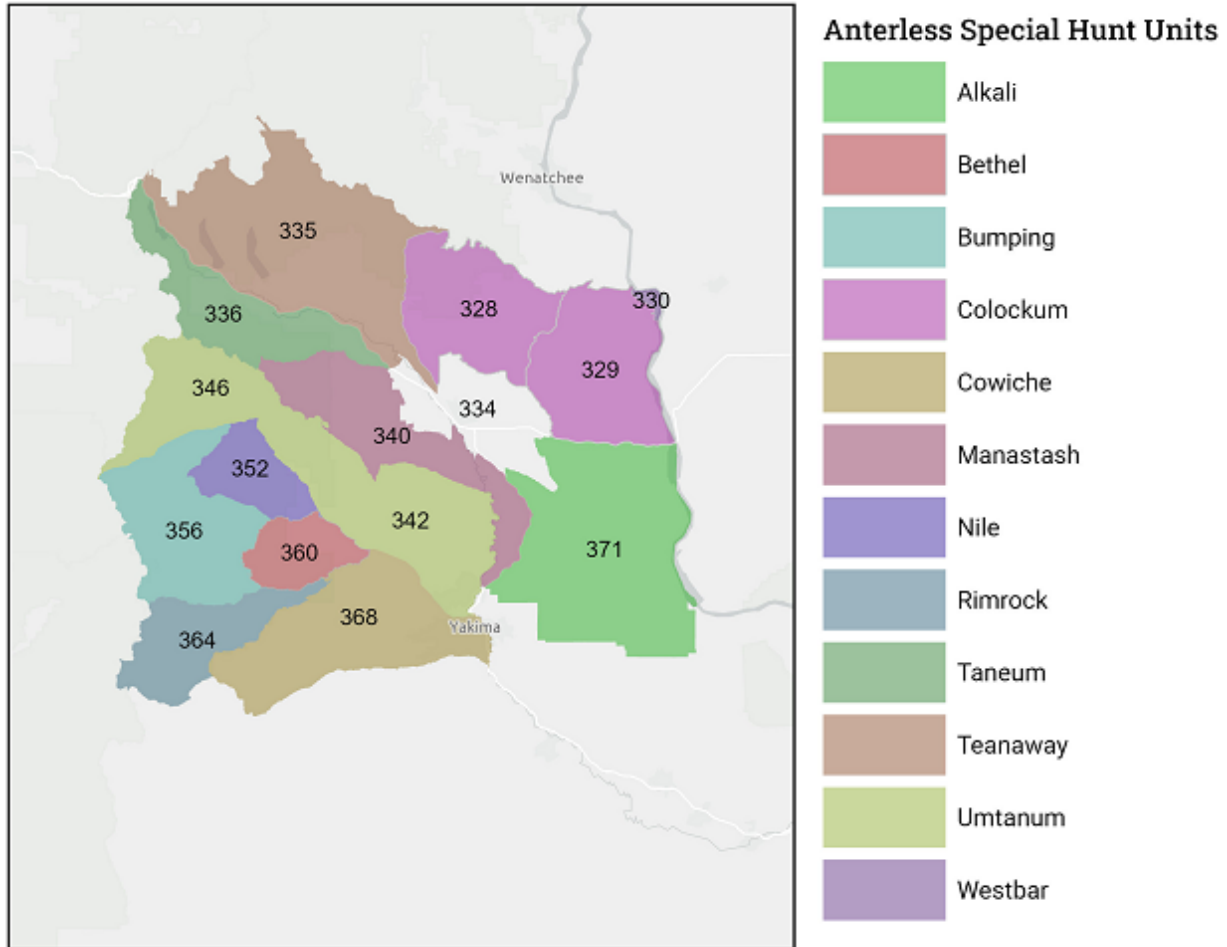 Anterless Special Hunt Units
Alkali
Bethel
Bumping
Colockum
Cowiche
Manastash
Nile
Rimrock
Taneum
Teanaway
Umtanum
Westbar
Wenatchee
335
330
328
336
329
346
334
340
352
342
356
371
360
368
Yakima
364